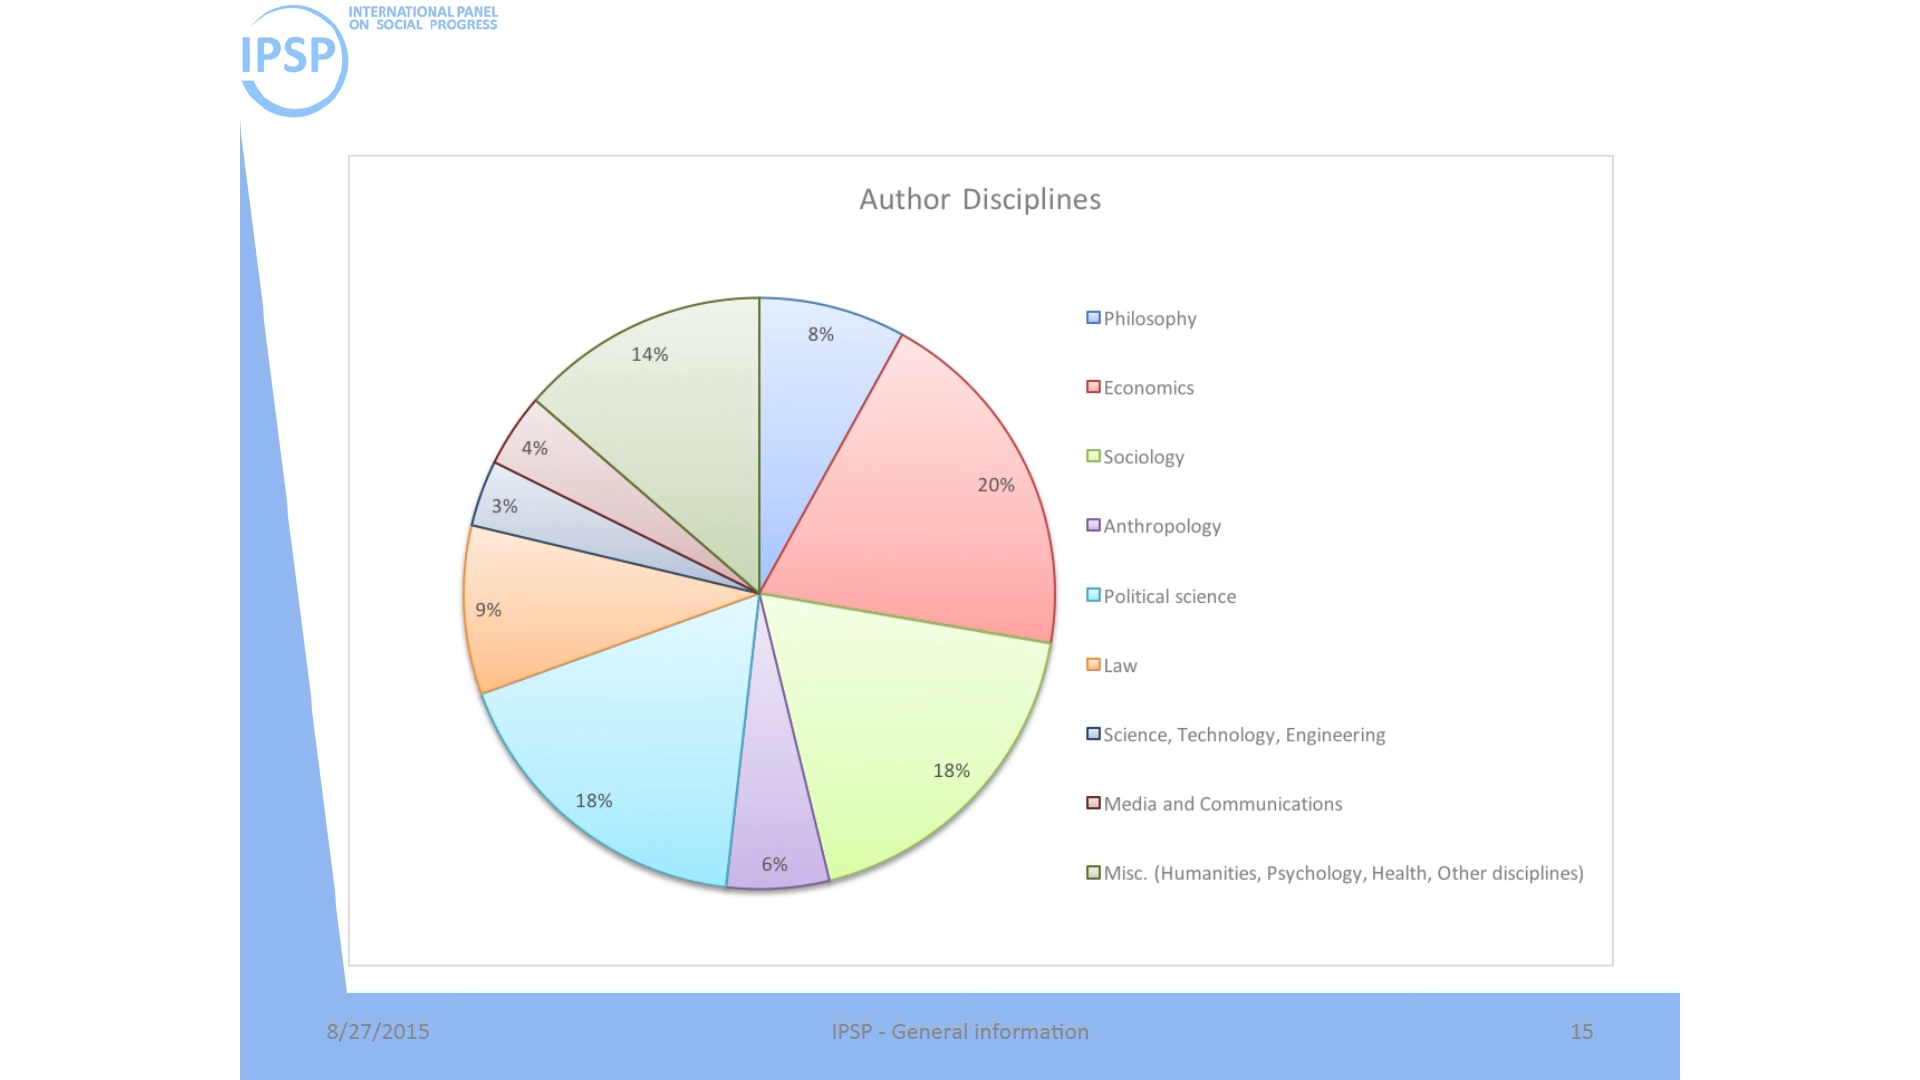 INTERNATIONAL PANEL
ON SOCIAL PROGRESS
IPSP
Author Disciplines
8%
20%
18%
6%
18%
9%
3%
4%
14%
Philosophy
Economics
Sociology
Anthropology
Political science
Law
Science, Technology, Engineering
Media and Communications
Misc. (Humanities, Psychology, Health, Other disciplines)
8/27/2015
IPSP - General information
15